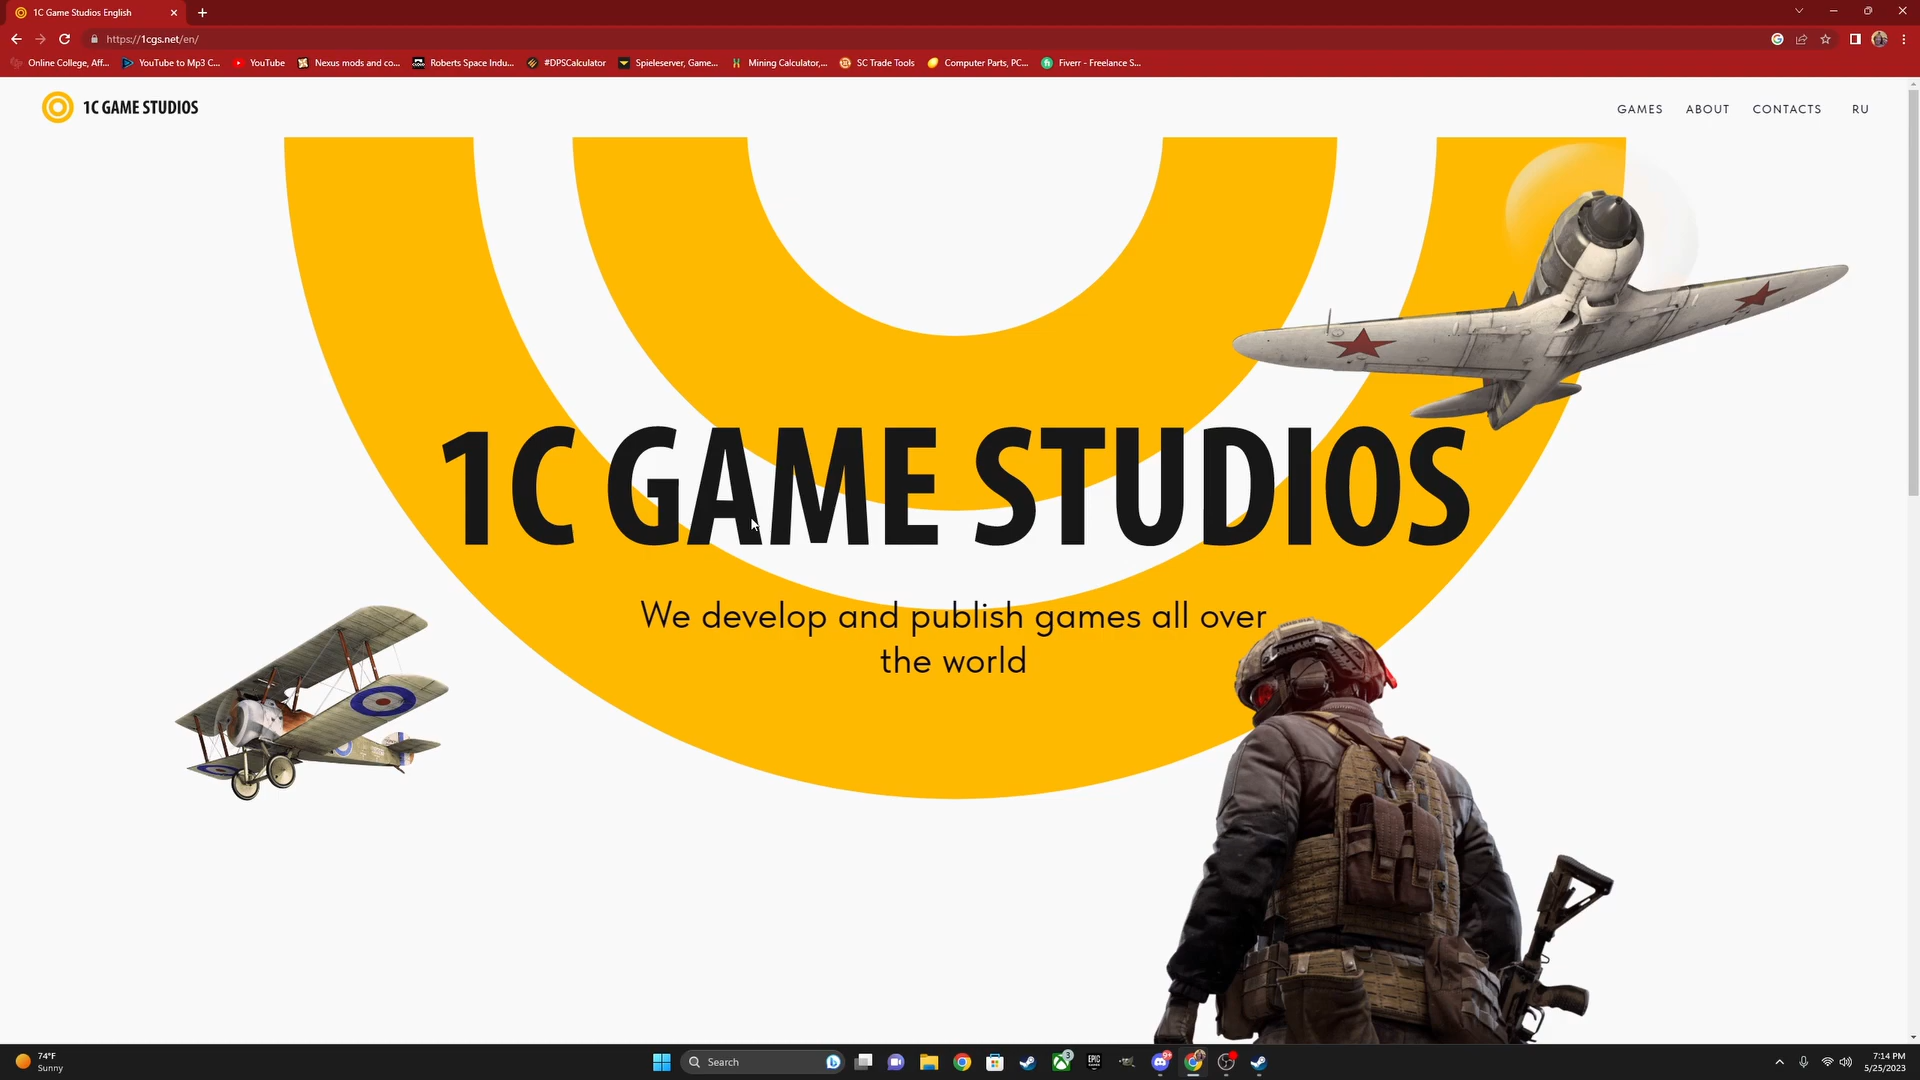 1C Game Studios English
https://1cgs.net/en/
Online College, Aff...
YouTube to Mp3 C...
YouTube
Nexus mods and co...
Roberts Space Indu...
#DPSCalculator
Spieleserver, Game...
Mining Calculator,...
SC Trade Tools
Computer Parts, PC...
Fiverr - Freelance S...
1C GAME STUDIOS
GAMES
ABOUT
CONTACTS
RU
1C GAME STUDIOS
We develop and publish games all over
the world
74°F
Sunny
Search
3
EPIC
7:14 PM
5/25/2023